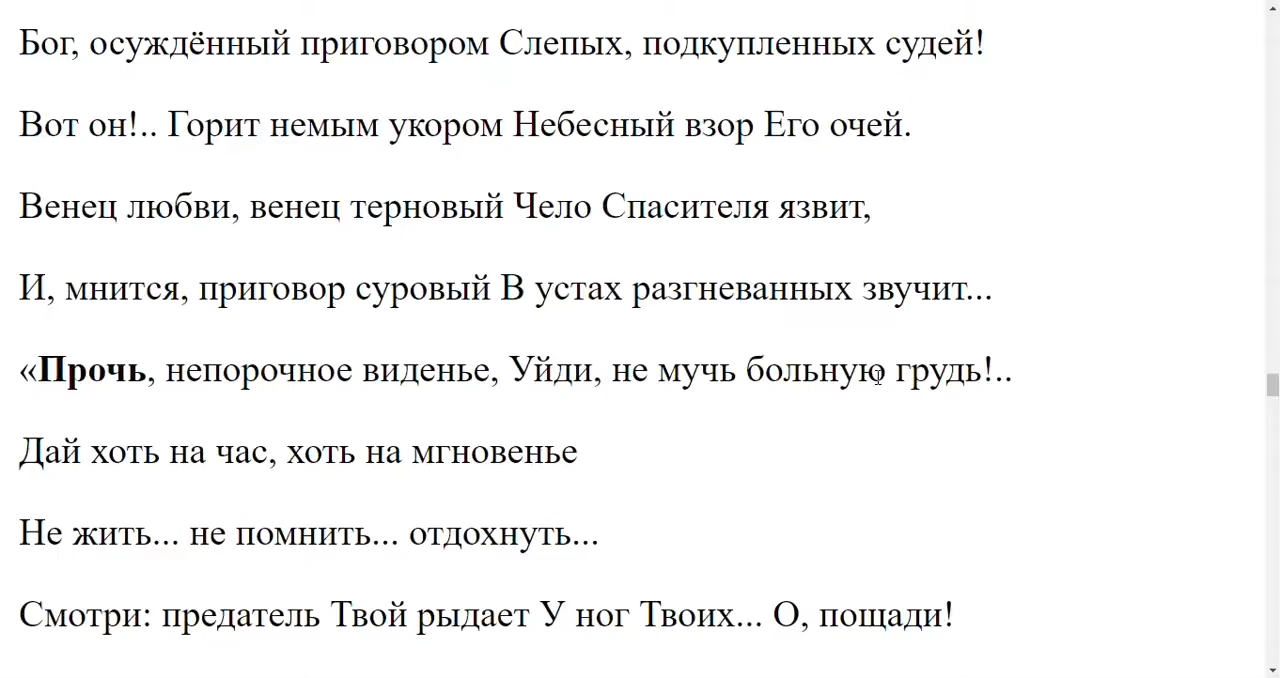 Бог, осуждённый приговором Слепых, подкупленных судей!
Вот он!.. Горит немым укором Небесный взор Его очей.
Венец любви, венец терновый Чело Спасителя язвит,
И, мнится, приговор суровый В устах разгневанных звучит...
«Прочь, непорочное виденье, Уйди, не мучь больную грудь!..
Дай хоть на час, хоть на мгновенье
Не жить... не помнить... отдохнуть...
Смотри: предатель Твой рыдает У ног Твоих... О, пощади!